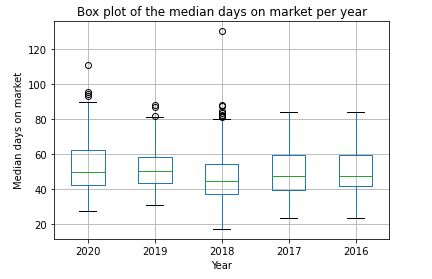 Box plot of the median days on market per year
Median days on market
120
100
80
60
40
20
2020 2019 2018 2017 2016
Year